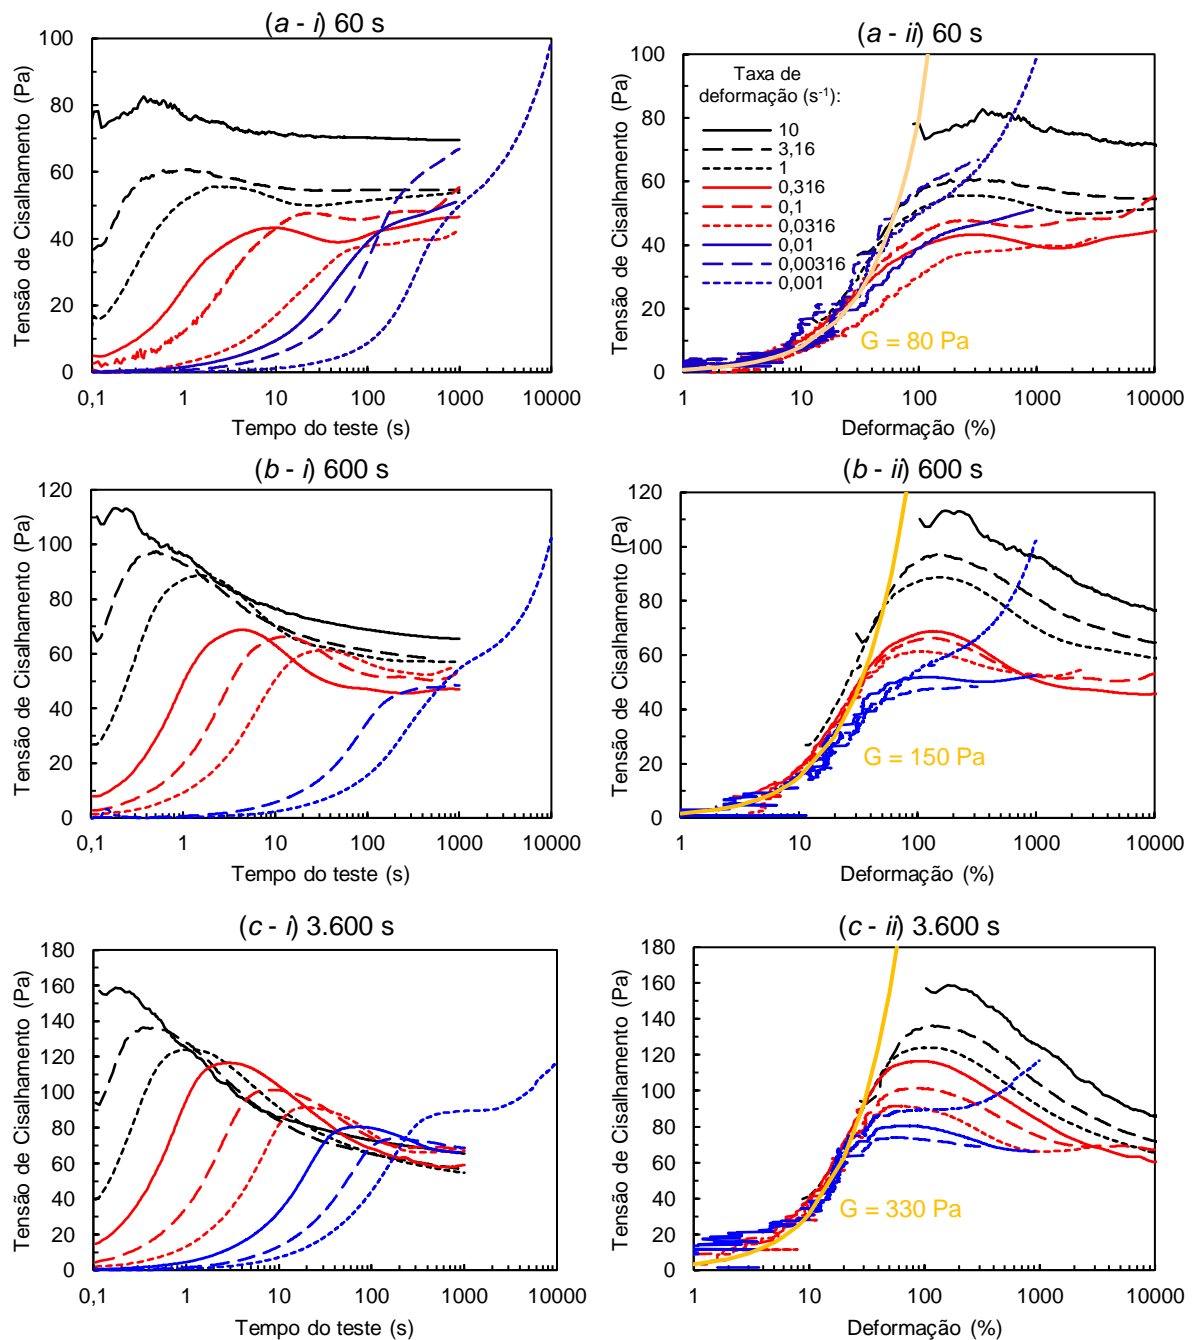 (a - i) 60 s
Tensão de Cisalhamento (Pa)
100
80
60
40
20
0
0,1 1 10 100 1000 10000
Tempo do teste (s)
(a - ii) 60 s
Tensão de Cisalhamento (Pa)
100
80
60
40
20
0
Taxa de
deformação (s⁻¹):
10
3,16
1
0,316
0,1
0,0316
0,01
0,00316
0,001
G = 80 Pa
1 10 100 1000 10000
Deformação (%)
(b - i) 600 s
Tensão de Cisalhamento (Pa)
120
100
80
60
40
20
0
0,1 1 10 100 1000 10000
Tempo do teste (s)
(b - ii) 600 s
Tensão de Cisalhamento (Pa)
120
100
80
60
40
20
0
G = 150 Pa
1 10 100 1000 10000
Deformação (%)
(c - i) 3.600 s
Tensão de Cisalhamento (Pa)
180
160
140
120
100
80
60
40
20
0
0,1 1 10 100 1000 10000
Tempo do teste (s)
(c - ii) 3.600 s
Tensão de Cisalhamento (Pa)
180
160
140
120
100
80
60
40
20
0
G = 330 Pa
1 10 100 1000 10000
Deformação (%)